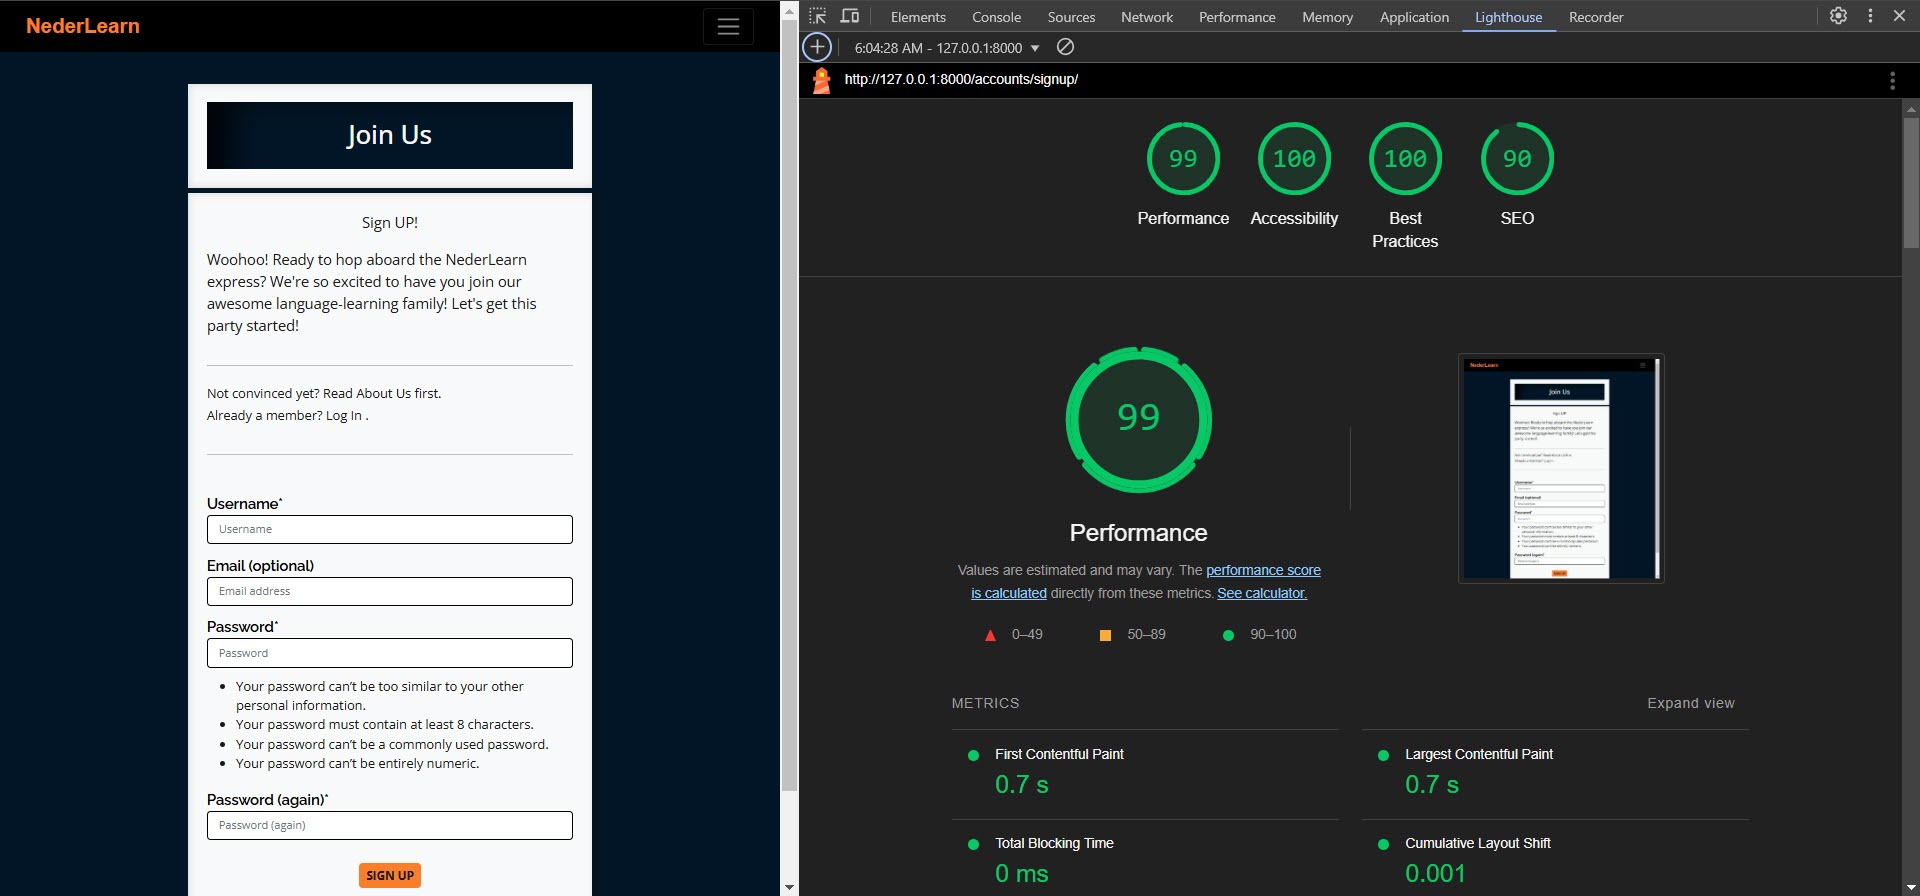 NederLearn
Join Us
Sign UP!
Woohoo! Ready to hop aboard the NederLearn
express? We're so excited to have you join our
awesome language-learning family! Let's get this
party started!
Not convinced yet? Read About Us first.
Already a member? Log In .
Username*
Username
Email (optional)
Email address
Password*
Password
Your password can't be too similar to your other
personal information.
Your password must contain at least 8 characters.
Your password can't be a commonly used password.
Your password can't be entirely numeric.
Password (again)*
Password (again)
SIGN UP
Elements Console Sources Network Performance Memory Application Lighthouse Recorder
6:04:28 AM - 127.0.0.1:8000
http://127.0.0.1:8000/accounts/signup/
99 100 100 90
Performance Accessibility Best Practices SEO
99
Performance
Values are estimated and may vary. The performance score
is calculated directly from these metrics. See calculator.
0–49 50–89 90–100
NederLearn
Join Us
METRICS Expand view
First Contentful Paint
0.7 s
Largest Contentful Paint
0.7 s
Total Blocking Time
0 ms
Cumulative Layout Shift
0.001